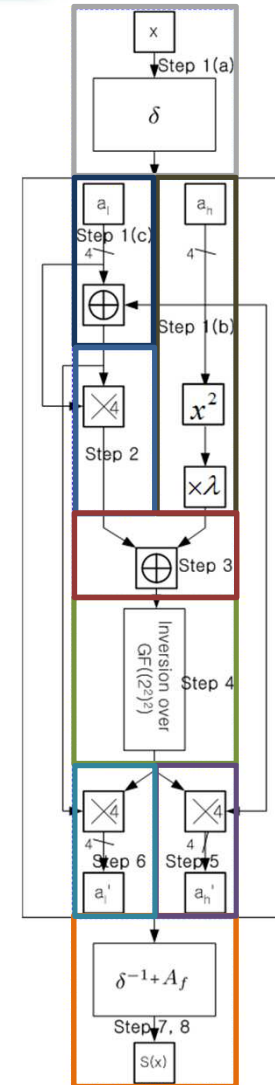 x
Step 1(a)
δ
a_l
a_h
Step 1(c)
4
4
⊕
Step 1(b)
×4
x²
Step 2
×λ
⊕
Step 3
Inversion over
GF((2²)²)
Step 4
×4
×4
4
4
Step 6
Step 5
a_l'
a_h'
δ⁻¹+A_f
Step 7, 8
S(x)